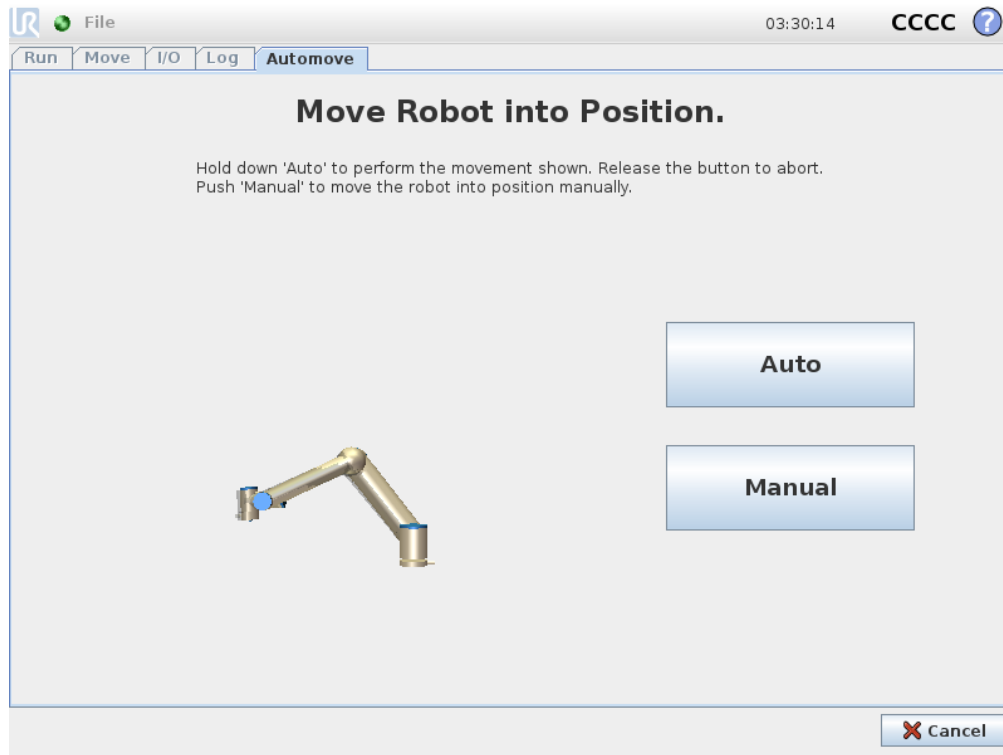 UR File 03:30:14 CCCC ?
Run Move I/O Log Automove
Move Robot into Position.
Hold down 'Auto' to perform the movement shown. Release the button to abort.
Push 'Manual' to move the robot into position manually.
Auto
Manual
Cancel